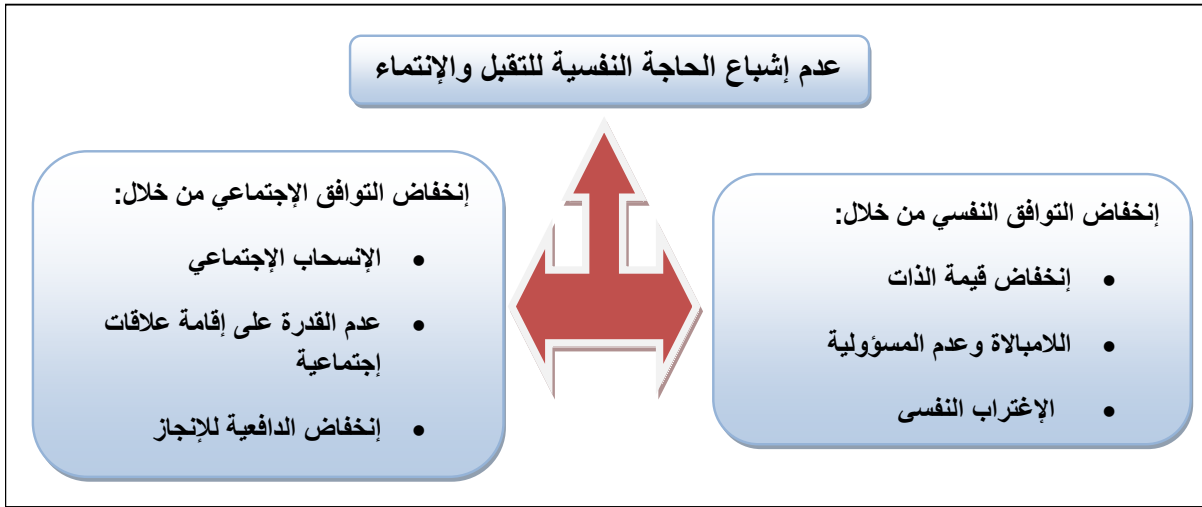 عدم إشباع الحاجة النفسية للتقبل والإنتماء
إنخفاض التوافق النفسي من خلال:
• إنخفاض قيمة الذات
• اللامبالاة وعدم المسؤولية
• الإغتراب النفسى
إنخفاض التوافق الإجتماعي من خلال:
• الإنسحاب الإجتماعي
• عدم القدرة على إقامة علاقات
إجتماعية
• إنخفاض الدافعية للإنجاز